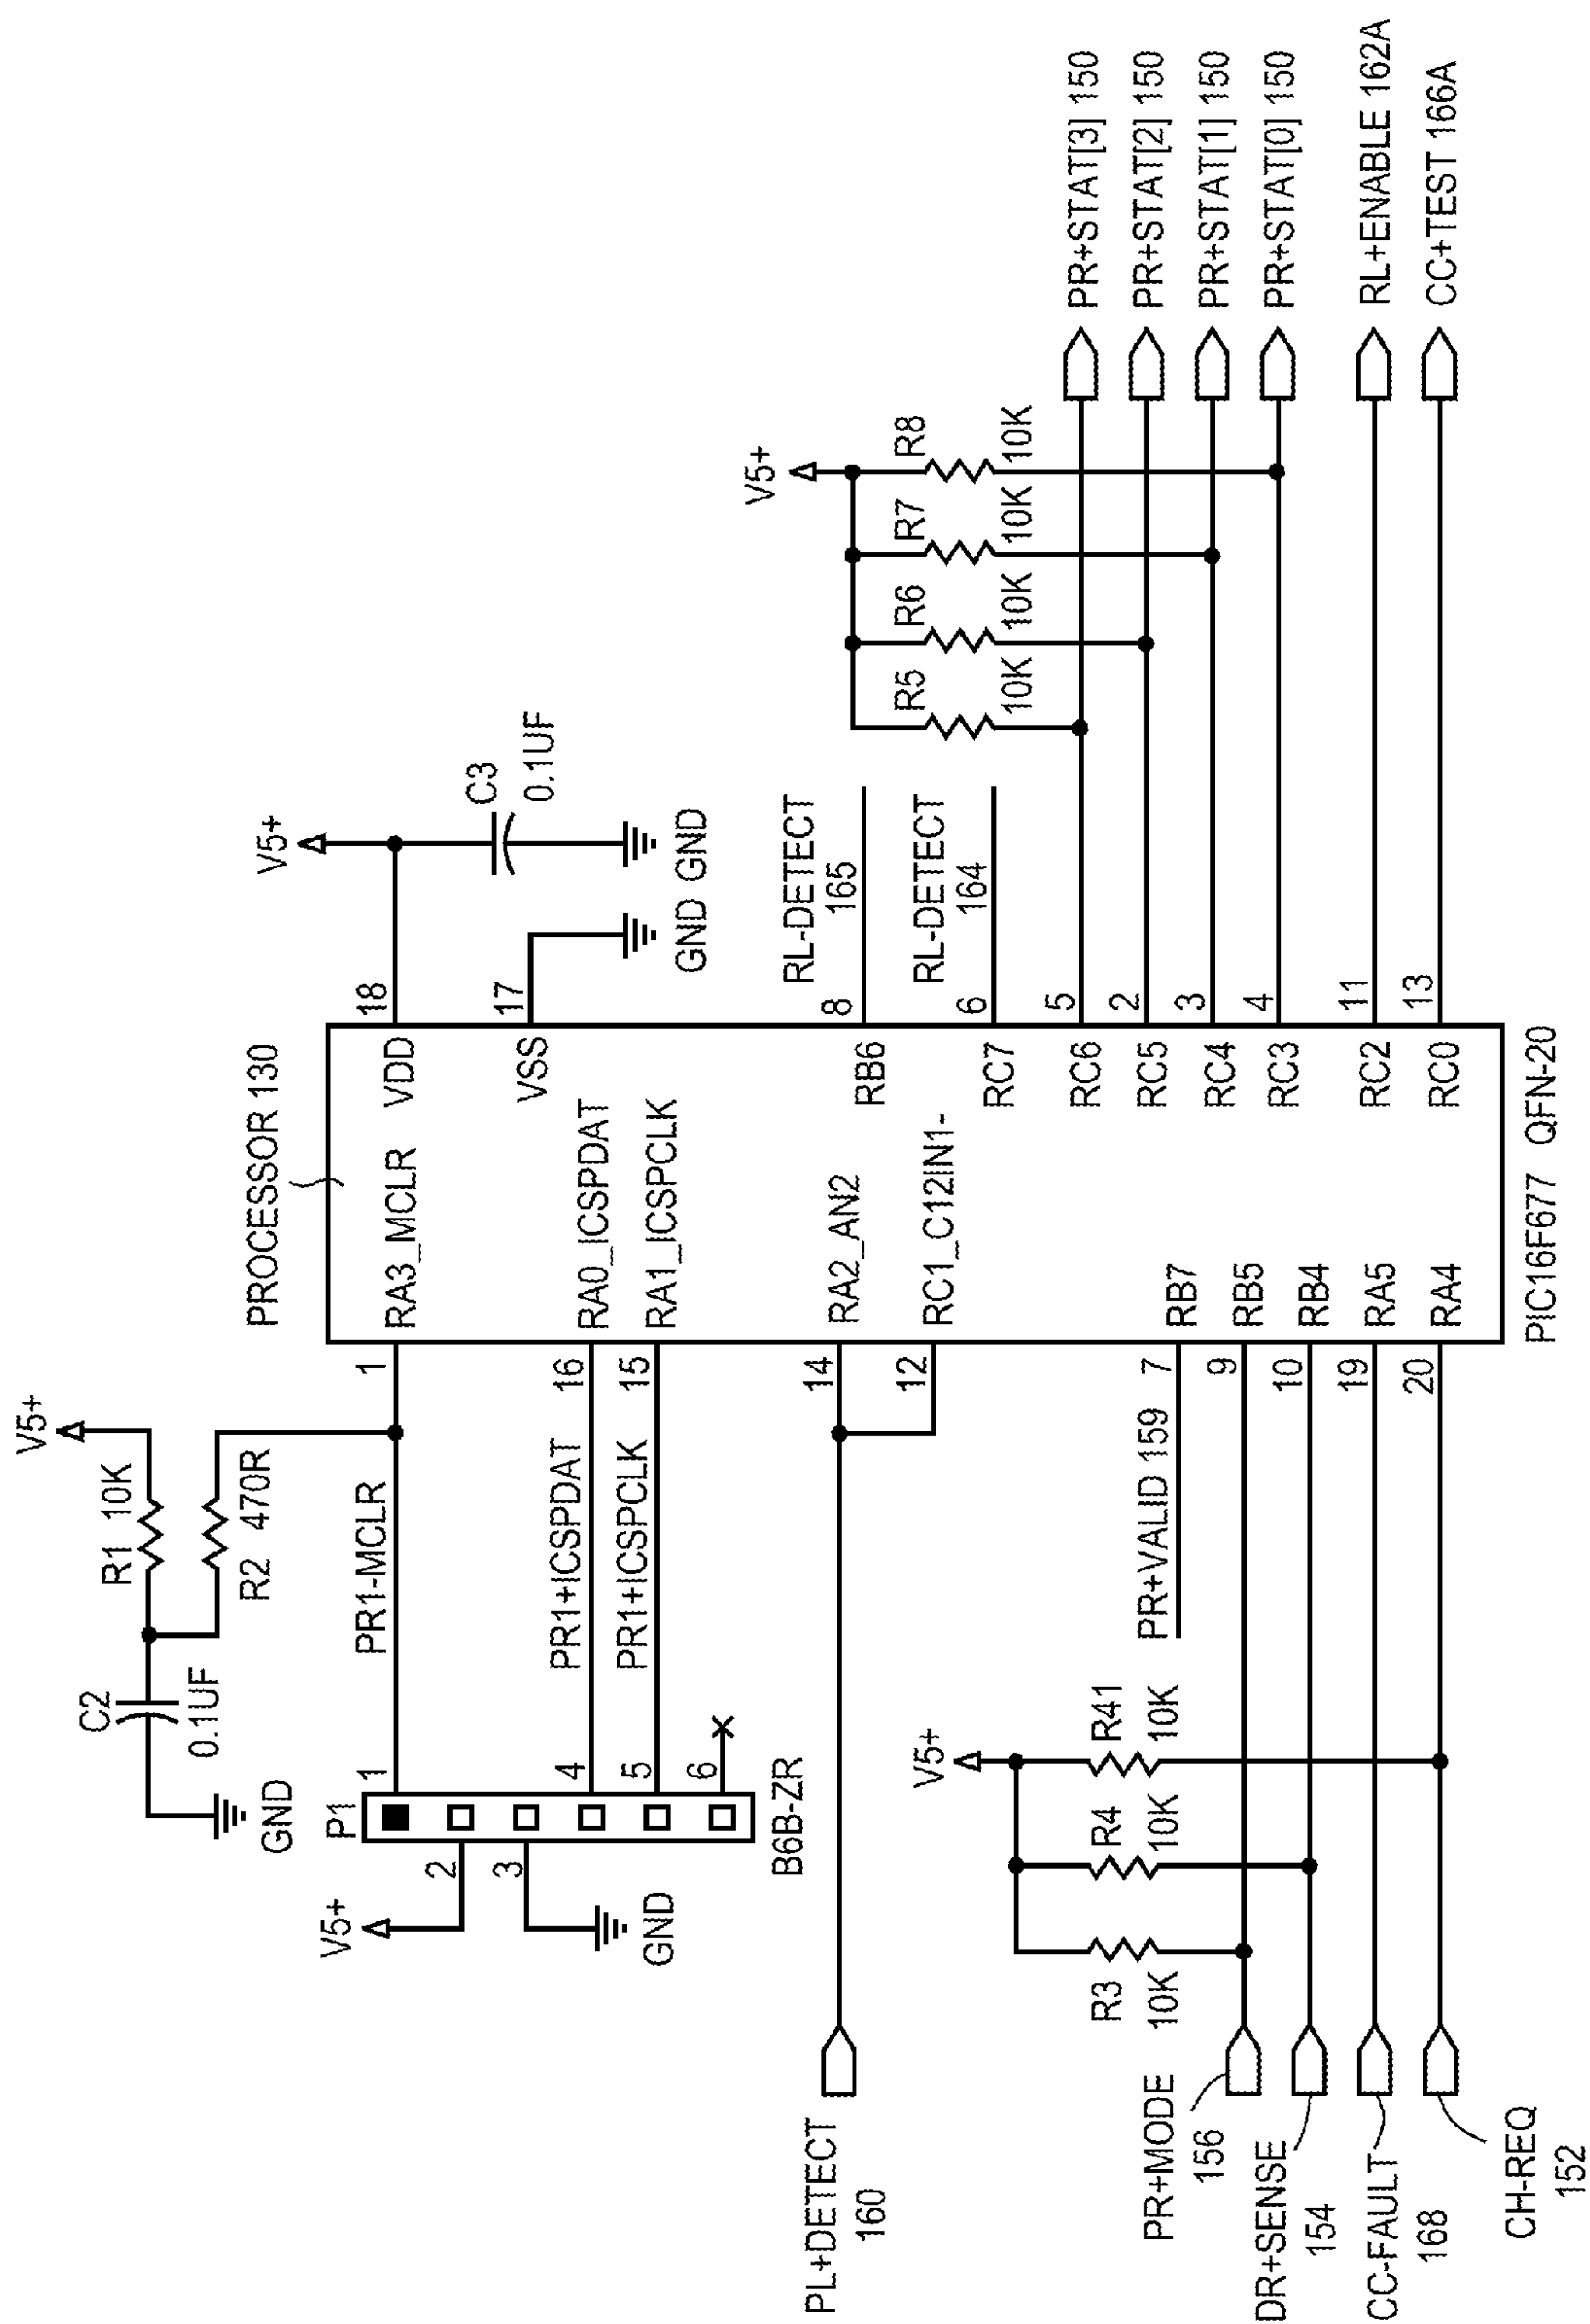 V5+
R1 10K
R2 470R
C2
0.1UF
GND
P1
1
V5+
2
3
GND
4
5
6
B6B-ZR
PR1-MCLR
PR1+ICSPDAT
PR1+ICSPCLK
1
16
15
14
12
PL+DETECT
160
V5+
R3
10K
R4
10K
R41
10K
PR+VALID 159
7
9
10
19
20
PR+MODE
156
DR+SENSE
154
CC-FAULT
168
CH-REQ
152
PROCESSOR 130
RA3_MCLR
VDD
VSS
RA0_ICSPDAT
RA1_ICSPCLK
RA2_AN2
RC1_C12IN1-
RB6
RC7
RC6
RC5
RC4
RC3
RC2
RC0
RB7
RB5
RB4
RA5
RA4
PIC16F677 QFN-20
18
17
V5+
C3
0.1UF
GND GND
RL-DETECT
165
8
RL-DETECT
164
6
5
2
3
4
11
13
V5+
R5
10K
R6
10K
R7
10K
R8
10K
PR+STAT[3] 150
PR+STAT[2] 150
PR+STAT[1] 150
PR+STAT[0] 150
RL+ENABLE 162A
CC+TEST 166A